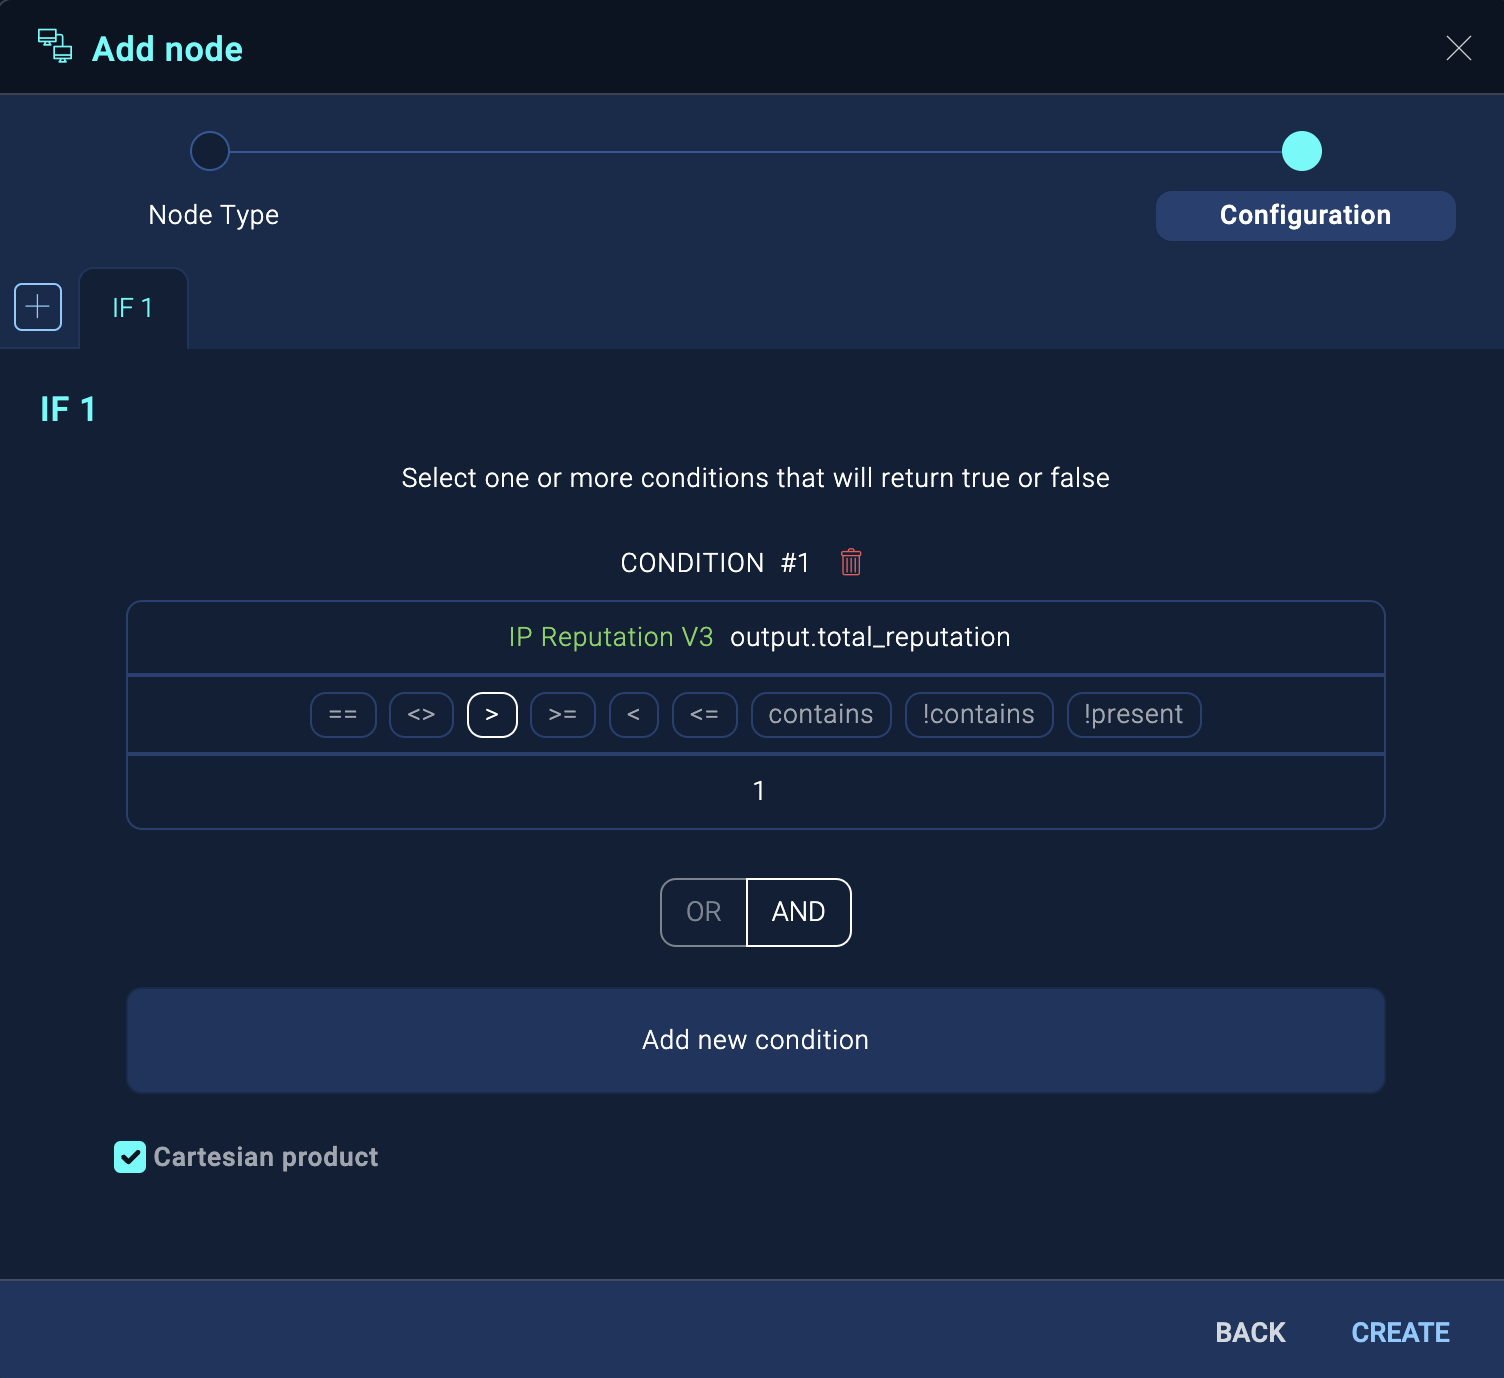 Add node
Node Type
Configuration
IF 1
IF 1
Select one or more conditions that will return true or false
CONDITION #1
IP Reputation V3 output.total_reputation
== <> > >= < <= contains !contains !present
1
OR AND
Add new condition
Cartesian product
BACK CREATE